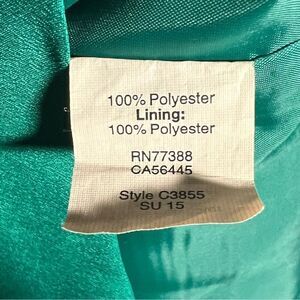 100% Polyester
Lining:
100% Polyester
RN77388
CA56445
Style C3855
SU 15